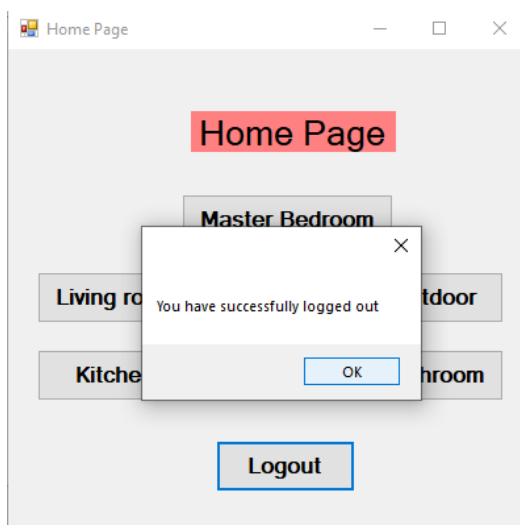 Home Page
Home Page
Master Bedroom
You have successfully logged out
Living ro
tdoor
OK
Kitche
hroom
Logout